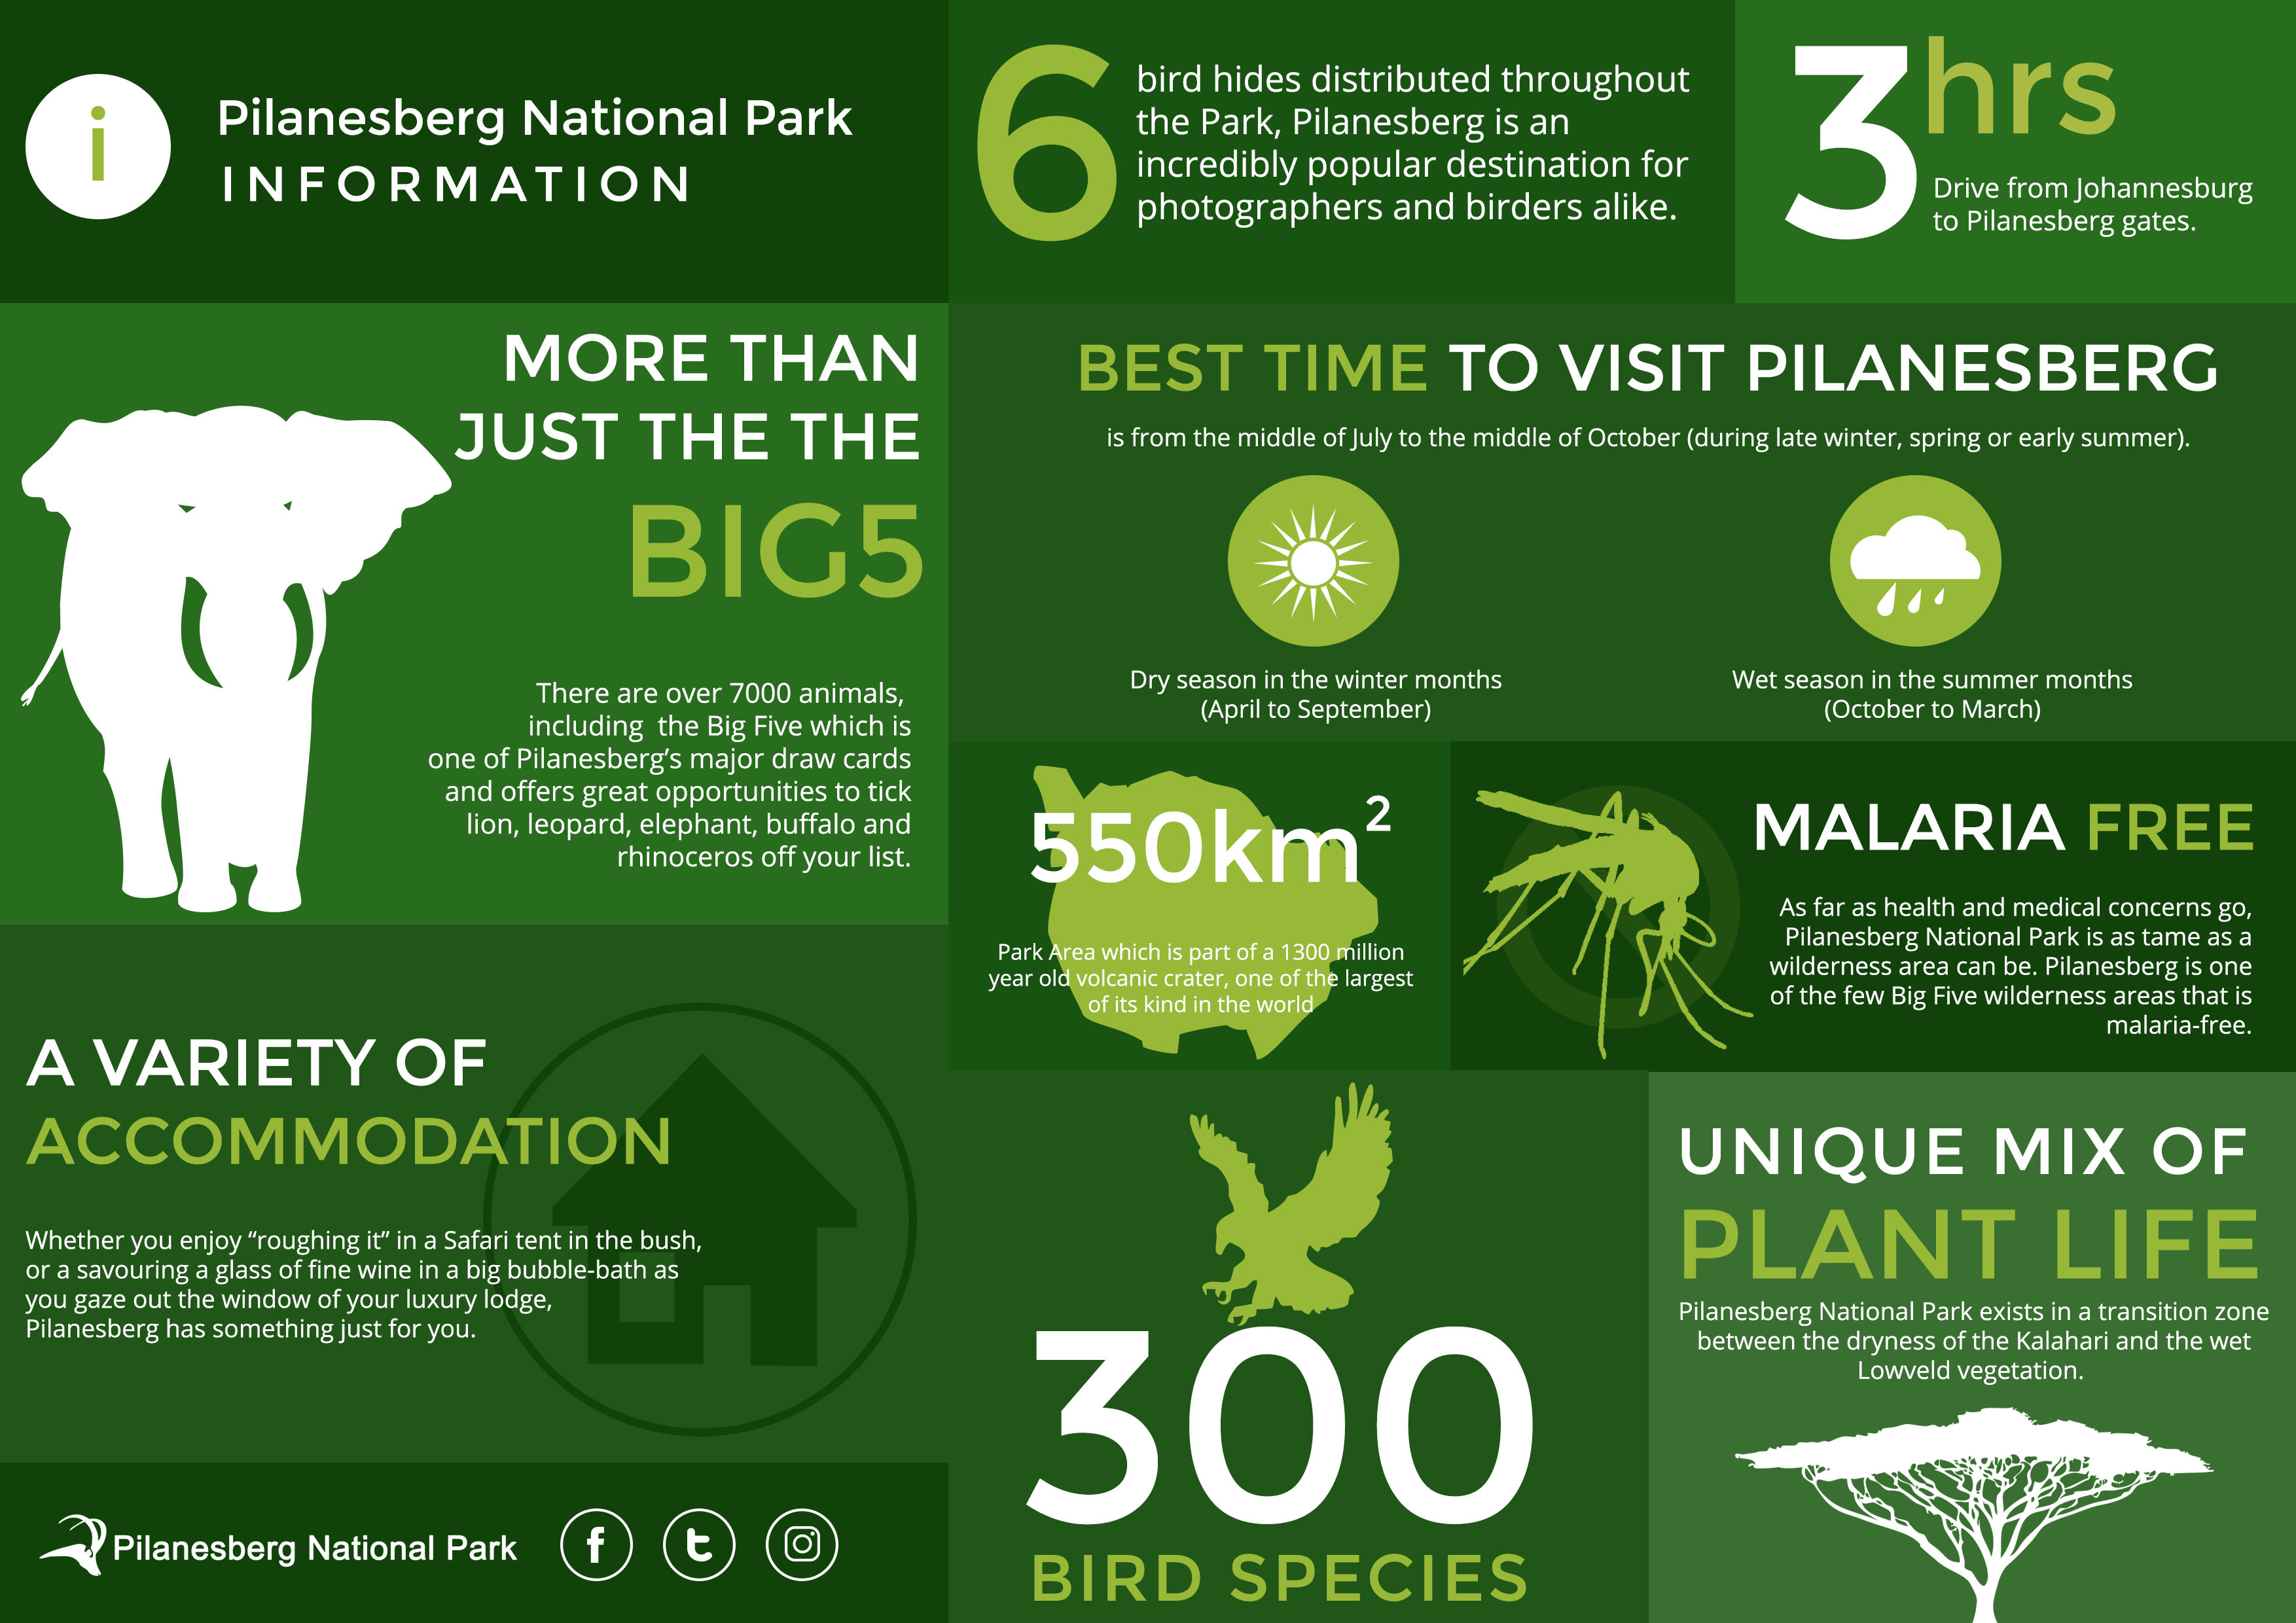 i
Pilanesberg National Park
INFORMATION
6
bird hides distributed throughout
the Park, Pilanesberg is an
incredibly popular destination for
photographers and birders alike.
3hrs
Drive from Johannesburg
to Pilanesberg gates.
MORE THAN
JUST THE THE
BIG5
There are over 7000 animals,
including the Big Five which is
one of Pilanesberg's major draw cards
and offers great opportunities to tick
lion, leopard, elephant, buffalo and
rhinoceros off your list.
BEST TIME TO VISIT PILANESBERG
is from the middle of July to the middle of October (during late winter, spring or early summer).
Dry season in the winter months
(April to September)
Wet season in the summer months
(October to March)
550km²
Park Area which is part of a 1300 million
year old volcanic crater, one of the largest
of its kind in the world
MALARIA FREE
As far as health and medical concerns go,
Pilanesberg National Park is as tame as a
wilderness area can be. Pilanesberg is one
of the few Big Five wilderness areas that is
malaria-free.
A VARIETY OF
ACCOMMODATION
Whether you enjoy “roughing it” in a Safari tent in the bush,
or a savouring a glass of fine wine in a big bubble-bath as
you gaze out the window of your luxury lodge,
Pilanesberg has something just for you.
300
BIRD SPECIES
UNIQUE MIX OF
PLANT LIFE
Pilanesberg National Park exists in a transition zone
between the dryness of the Kalahari and the wet
Lowveld vegetation.
Pilanesberg National Park